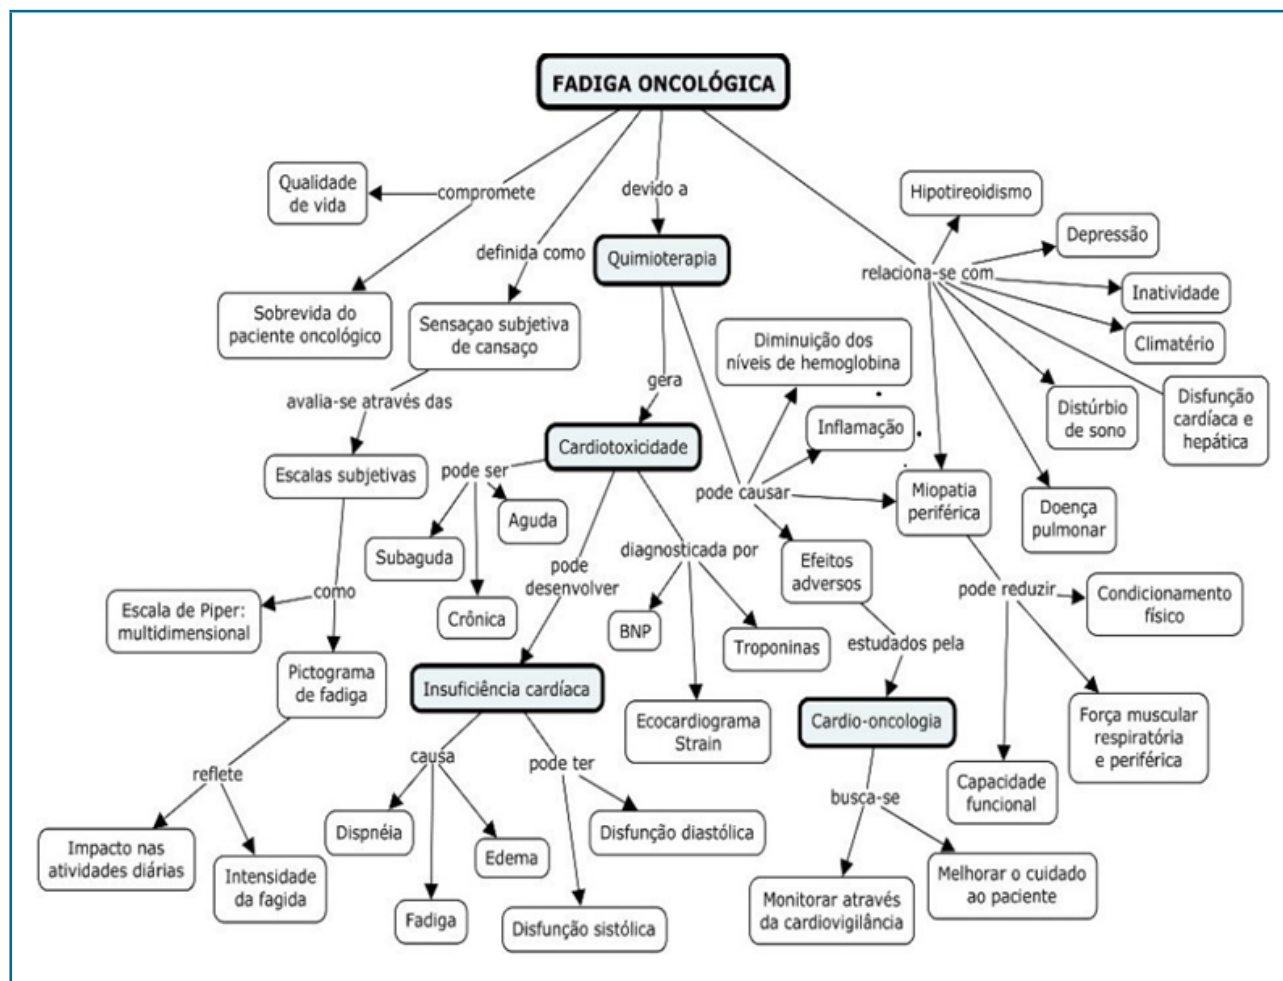 FADIGA ONCOLÓGICA
Qualidade
de vida
compromete
devido a
Hipotireoidismo
Depressão
definida como
Quimioterapia
relaciona-se com
Inatividade
Sobrevida do
paciente oncológico
Sensaçao subjetiva
de cansaço
Diminuição dos
níveis de hemoglobina
Climatério
gera
avalia-se através das
Distúrbio
de sono
Disfunção
cardíaca e
hepática
Inflamação
Cardiotoxicidade
Escalas subjetivas
pode ser
pode causar
Miopatia
periférica
Doença
pulmonar
Aguda
Subaguda
pode
desenvolver
diagnosticada por
Efeitos
adversos
como
Escala de Piper:
multidimensional
Crônica
BNP
Troponinas
pode reduzir
Condicionamento
físico
estudados pela
Pictograma
de fadiga
Insuficiência cardíaca
Ecocardiograma
Strain
Cardio-oncologia
Força muscular
respiratória
e periférica
reflete
causa
pode ter
busca-se
Capacidade
funcional
Impacto nas
atividades diárias
Intensidade
da fagida
Dispnéia
Edema
Disfunção diastólica
Fadiga
Disfunção sistólica
Monitorar através
da cardiovigilância
Melhorar o cuidado
ao paciente